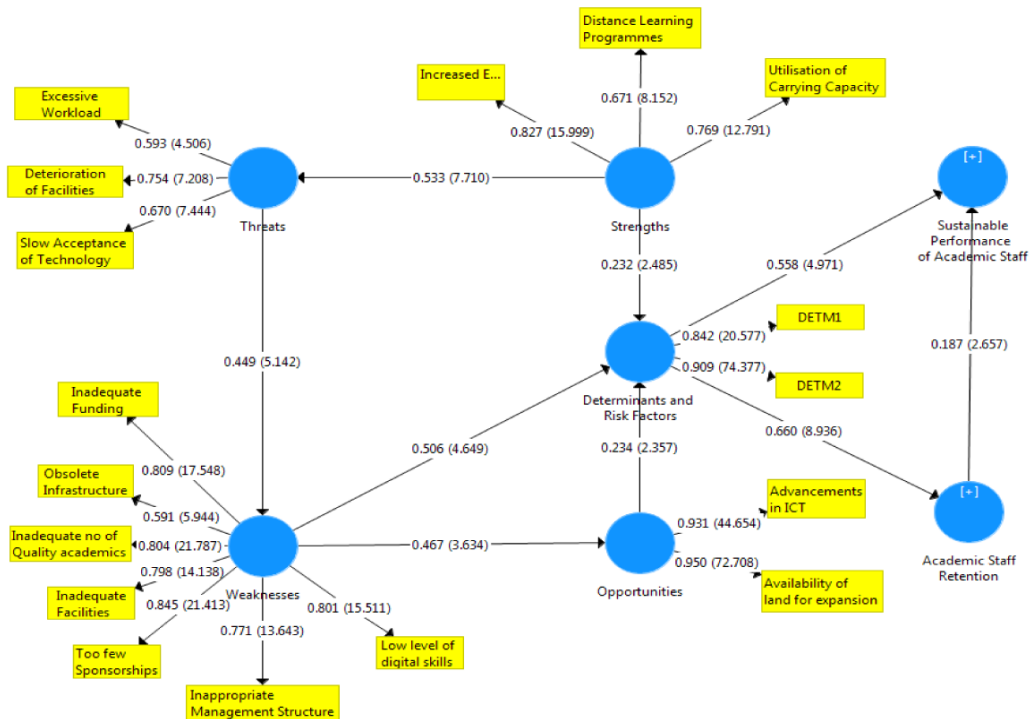 Distance Learning
Programmes
Increased E...
Utilisation of
Carrying Capacity
Excessive
Workload
0.671 (8.152)
0.827 (15.999)
0.769 (12.791)
0.593 (4.506)
[+]
Deterioration
of Facilities
0.754 (7.208)
0.533 (7.710)
0.670 (7.444)
Threats
Strengths
Sustainable
Performance
of Academic Staff
Slow Acceptance
of Technology
0.232 (2.485)
0.558 (4.971)
DETM1
0.842 (20.577)
0.187 (2.657)
0.449 (5.142)
0.909 (74.377)
DETM2
Inadequate
Funding
Determinants and
Risk Factors
0.506 (4.649)
0.234 (2.357)
0.660 (8.936)
0.809 (17.548)
Obsolete
Infrastructure
0.591 (5.944)
Advancements
in ICT
[+]
0.931 (44.654)
Inadequate no of
Quality academics
0.804 (21.787)
0.467 (3.634)
0.950 (72.708)
0.798 (14.138)
Academic Staff
Retention
Inadequate
Facilities
Weaknesses
Opportunities
Availability of
land for expansion
0.845 (21.413)
0.801 (15.511)
0.771 (13.643)
Too few
Sponsorships
Low level of
digital skills
Inappropriate
Management Structure